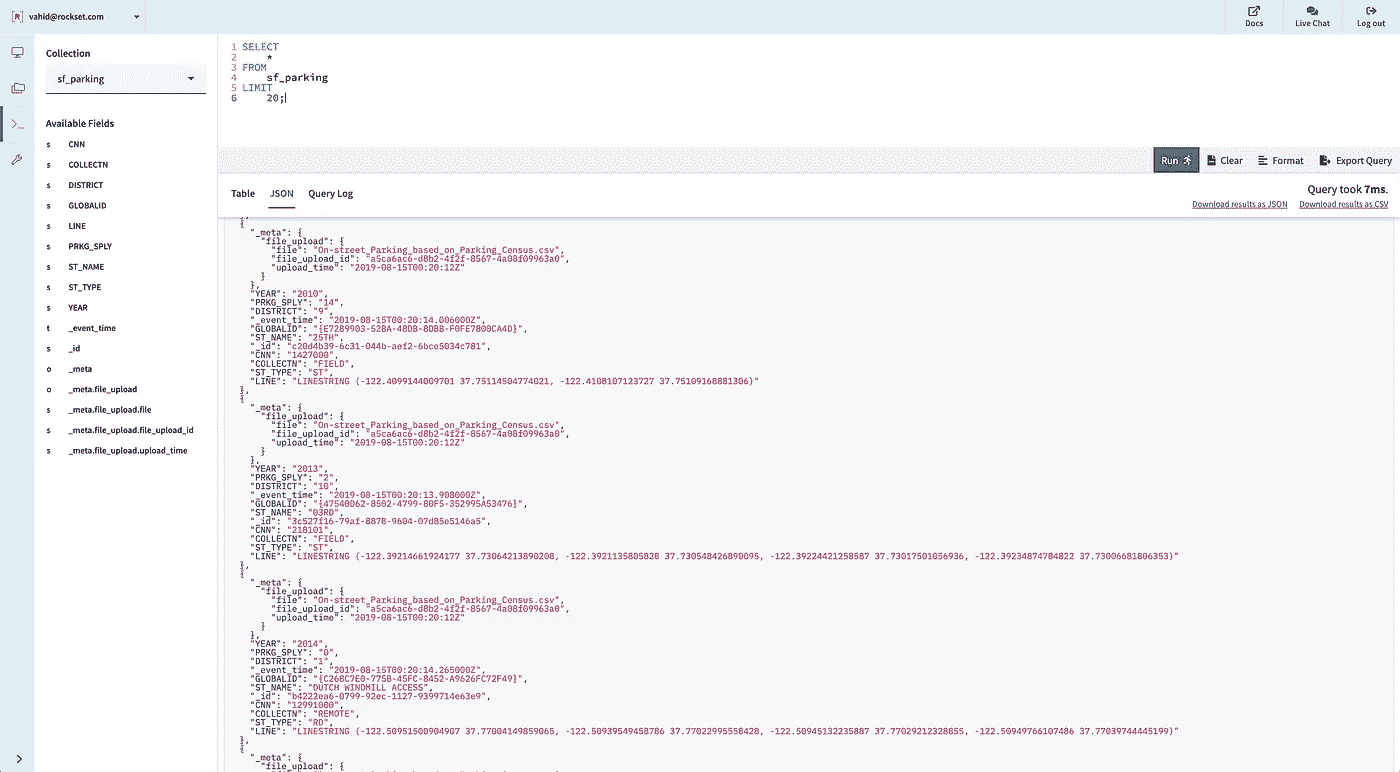 [R] vahid@rockset.com
Docs
Live Chat
Log out
Collection
sf_parking
Available Fields
s CNN
s COLLECTN
s DISTRICT
s GLOBALID
s LINE
s PRKG_SPLY
s ST_NAME
s ST_TYPE
s YEAR
t _event_time
s _id
o _meta
o _meta.file_upload
s _meta.file_upload.file
s _meta.file_upload.file_upload_id
s _meta.file_upload.upload_time
1 SELECT
2 *
3 FROM
4 sf_parking
5 LIMIT
6 20;
Run
Clear
Format
Export Query
Table JSON Query Log
Query took 7ms.
Download results as JSON Download results as CSV
},
{
"_meta": {
"file_upload": {
"file": "On-street_Parking_based_on_Parking_Census.csv",
"file_upload_id": "a5ca6ac6-d8b2-4f2f-8567-4a08f09963a0",
"upload_time": "2019-08-15T00:20:12Z"
}
},
"YEAR": "2010",
"PRKG_SPLY": "14",
"DISTRICT": "9",
"_event_time": "2019-08-15T00:20:14.006000Z",
"GLOBALID": "{E7289903-52BA-48DB-8DBB-F0FE7800CA4D}",
"ST_NAME": "25TH",
"_id": "c20d4b39-6c31-044b-aef2-6bce5034c781",
"CNN": "1427000",
"COLLECTN": "FIELD",
"ST_TYPE": "ST",
"LINE": "LINESTRING (-122.4099144009701 37.75114504774021, -122.4108107123727 37.75109168881306)"
},
{
"_meta": {
"file_upload": {
"file": "On-street_Parking_based_on_Parking_Census.csv",
"file_upload_id": "a5ca6ac6-d8b2-4f2f-8567-4a08f09963a0",
"upload_time": "2019-08-15T00:20:12Z"
}
},
"YEAR": "2013",
"PRKG_SPLY": "2",
"DISTRICT": "10",
"_event_time": "2019-08-15T00:20:13.908000Z",
"GLOBALID": "{47540D62-8502-4799-80F5-352995A53476}",
"ST_NAME": "03RD",
"_id": "3c527f16-79af-8878-9604-07d85e5146a5",
"CNN": "218101",
"COLLECTN": "FIELD",
"ST_TYPE": "ST",
"LINE": "LINESTRING (-122.39214661924177 37.73064213890208, -122.3921135805828 37.730548426890095, -122.39224421258587 37.73017501056936, -122.39234874784822 37.73006681806353)"
},
{
"_meta": {
"file_upload": {
"file": "On-street_Parking_based_on_Parking_Census.csv",
"file_upload_id": "a5ca6ac6-d8b2-4f2f-8567-4a08f09963a0",
"upload_time": "2019-08-15T00:20:12Z"
}
},
"YEAR": "2014",
"PRKG_SPLY": "0",
"DISTRICT": "1",
"_event_time": "2019-08-15T00:20:14.265000Z",
"GLOBALID": "{C268C7E0-775B-45FC-8452-A9626FC72F49}",
"ST_NAME": "DUTCH WINDMILL ACCESS",
"_id": "b4222ea6-0799-92ec-1127-9399714e63e9",
"CNN": "12991000",
"COLLECTN": "REMOTE",
"ST_TYPE": "RD",
"LINE": "LINESTRING (-122.50951500904907 37.77004149859065, -122.50939549458786 37.77022995558428, -122.50945132235887 37.77029212328855, -122.50949766107486 37.77039744445199)"
},
{
"_meta": {
"file_upload": {